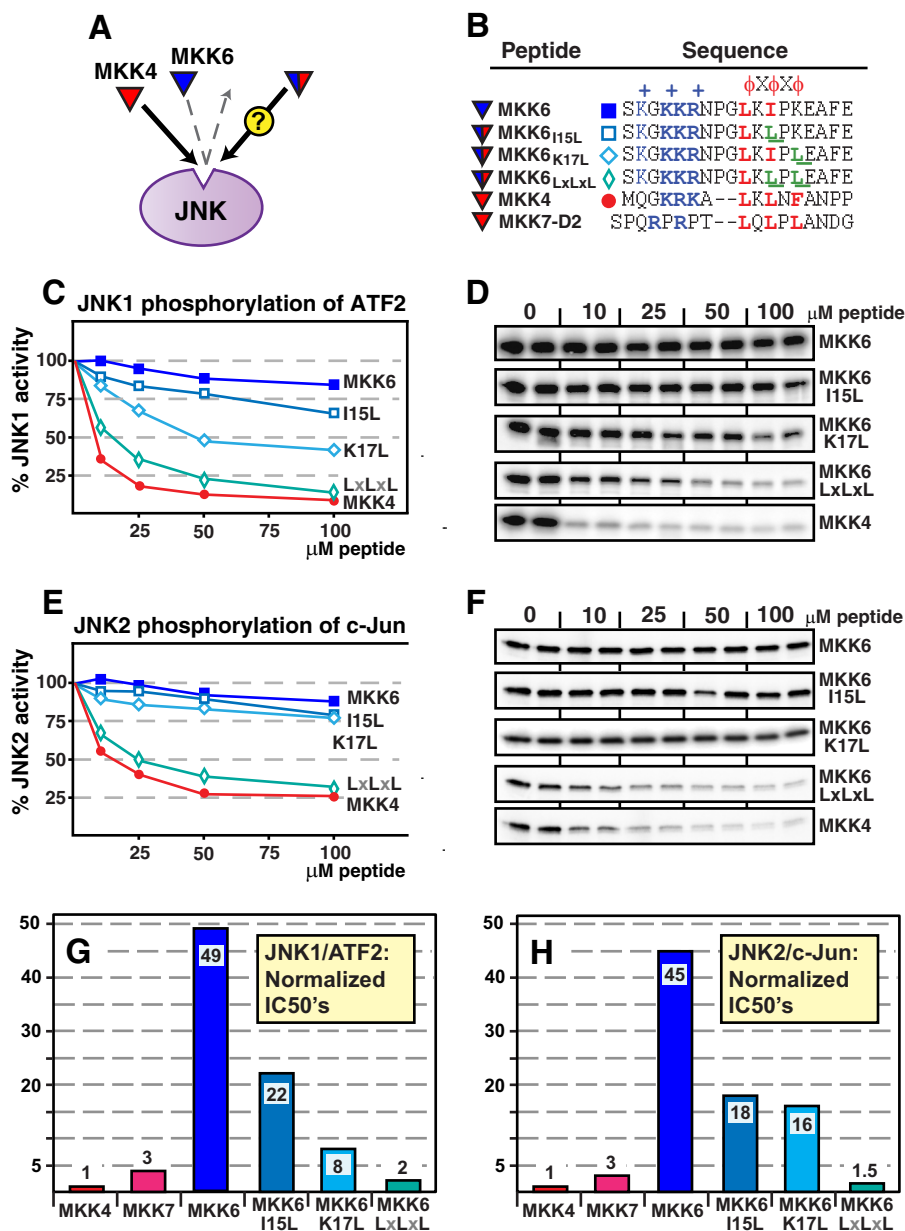 A
MKK4
MKK6
?
JNK
B
Peptide Sequence
+ + + ϕXϕXϕ
MKK6 SKGKKRNPGLKIPKEAFE
MKK6I15L SKGKKRNPGLKLPKEAFE
MKK6K17L SKGKKRNPGLKIPLEAFE
MKK6LxLxL SKGKKRNPGLKLPLEAFE
MKK4 MQGKRKA--LKLNFANPP
MKK7-D2 SPQRPRPT--LQLPLANDG
C
JNK1 phosphorylation of ATF2
% JNK1 activity
100
75
50
25
MKK6
I15L
K17L
LxLxL
MKK4
25 50 75 100
µM peptide
D
0 10 25 50 100 µM peptide
MKK6
MKK6
I15L
MKK6
K17L
MKK6
LxLxL
MKK4
E
JNK2 phosphorylation of c-Jun
% JNK2 activity
100
75
50
25
MKK6
I15L
K17L
LxLxL
MKK4
25 50 75 100
µM peptide
F
0 10 25 50 100 µM peptide
MKK6
MKK6
I15L
MKK6
K17L
MKK6
LxLxL
MKK4
G
JNK1/ATF2:
Normalized
IC50's
50
40
30
20
10
5
1
3
49
22
8
2
MKK4 MKK7 MKK6 MKK6 MKK6 MKK6
I15L K17L LxLxL
H
JNK2/c-Jun:
Normalized
IC50's
50
40
30
20
10
5
1
3
45
18
16
1.5
MKK4 MKK7 MKK6 MKK6 MKK6 MKK6
I15L K17L LxLxL